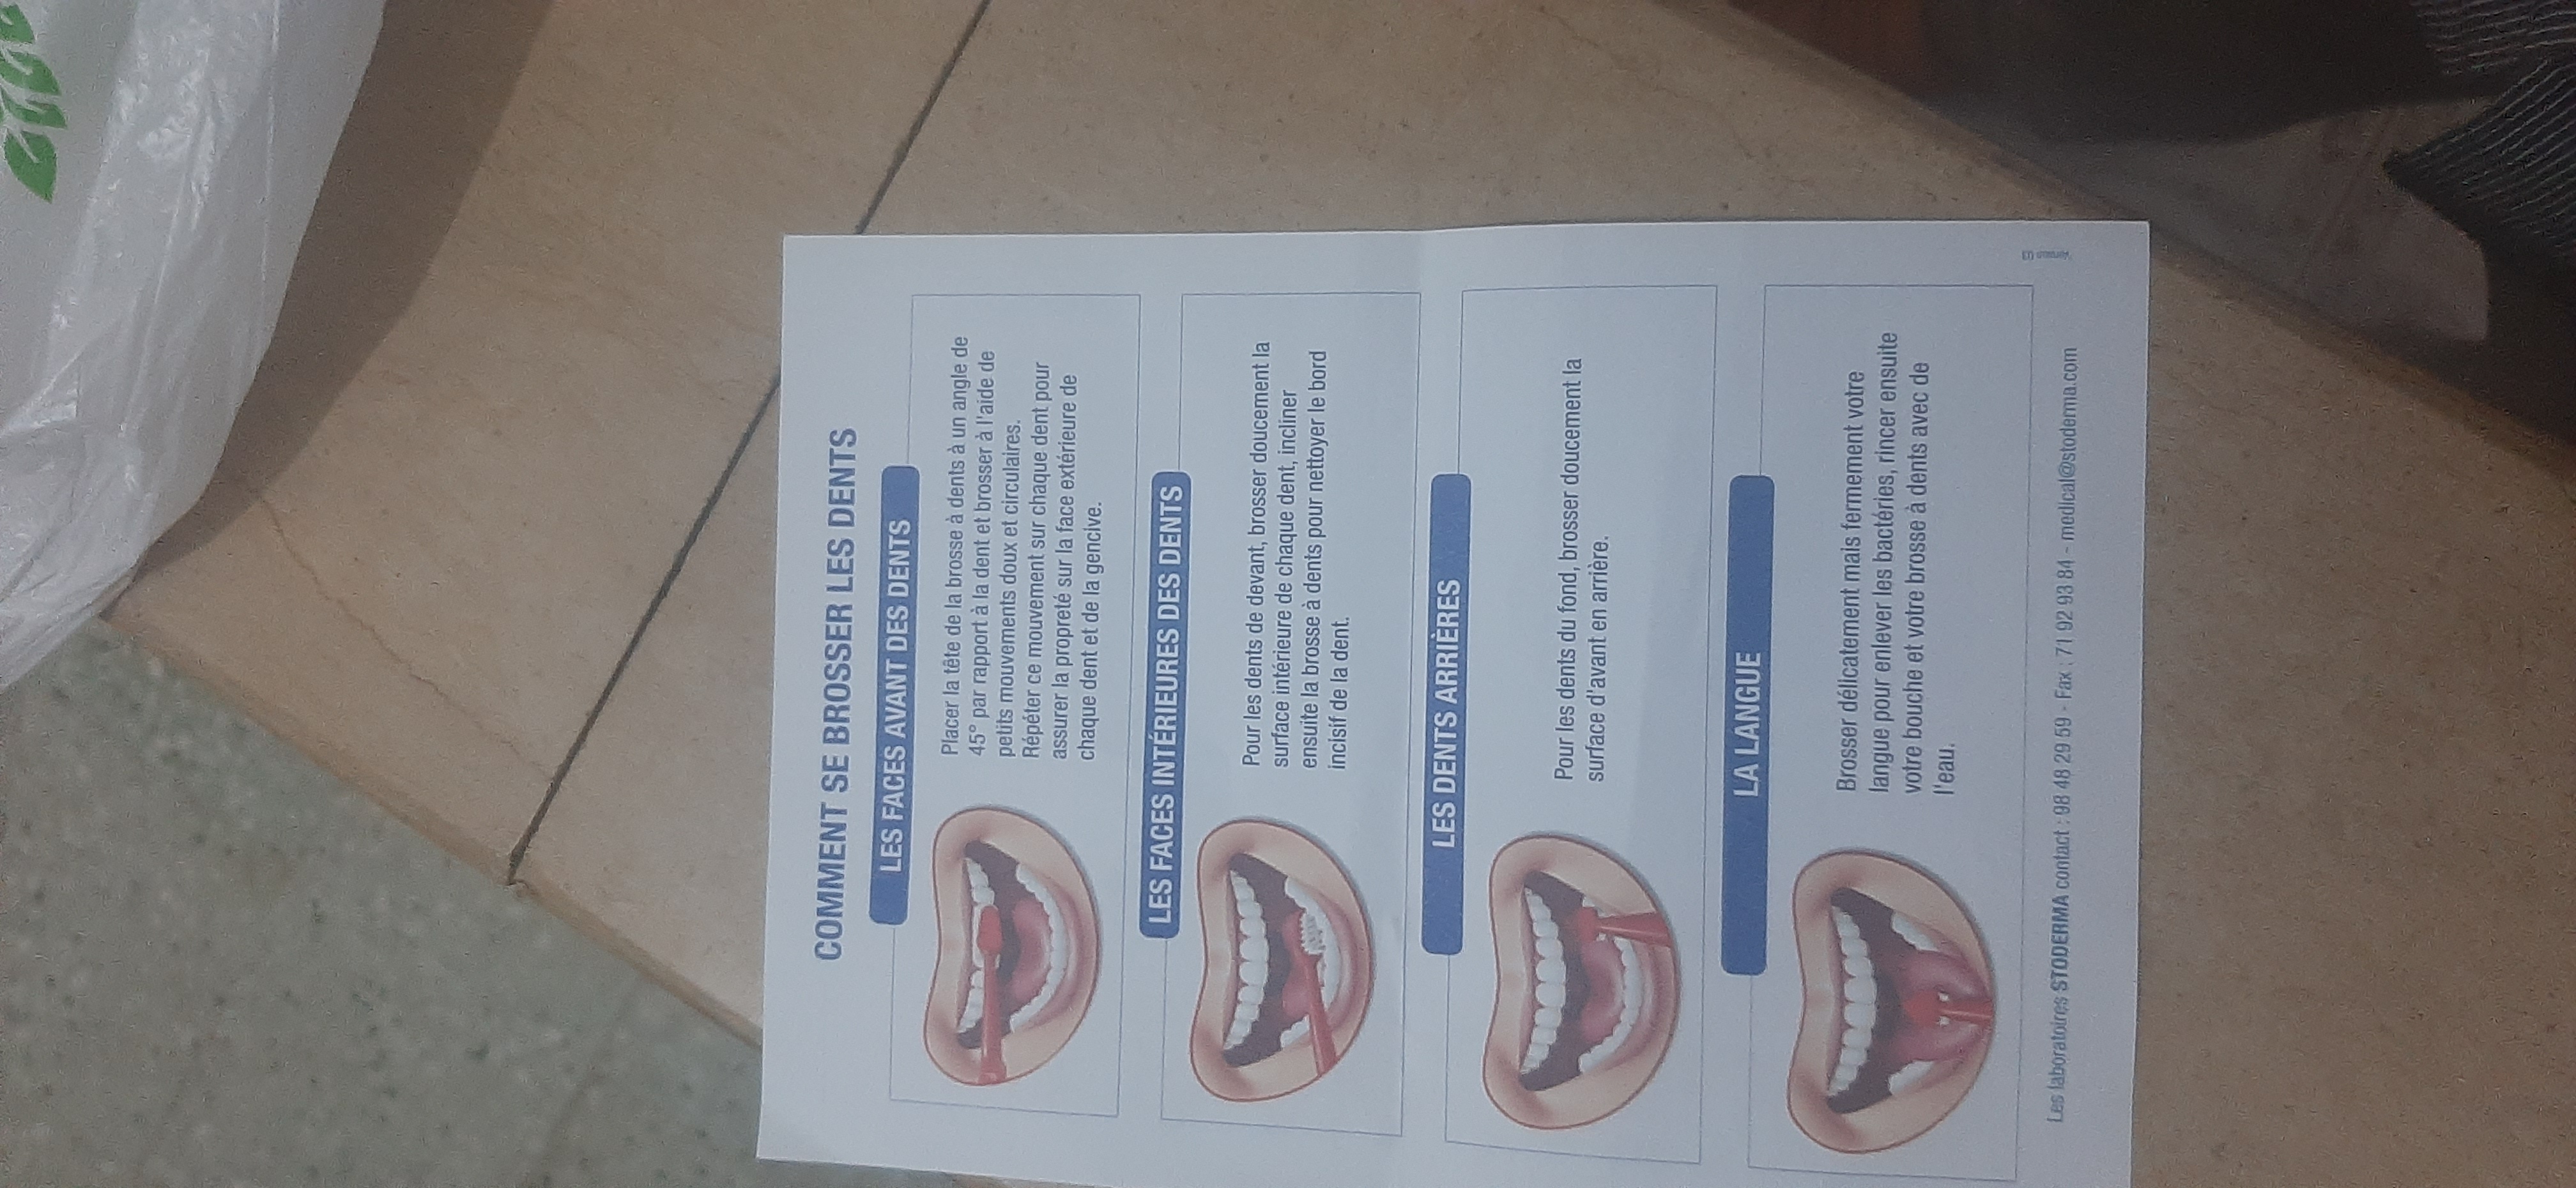 COMMENT SE BROSSER LES DENTS
LES FACES AVANT DES DENTS
Placer la tête de la brosse à dents à un angle de
45° par rapport à la dent et brosser à l'aide de
petits mouvements doux et circulaires.
Répéter ce mouvement sur chaque dent pour
assurer la propreté sur la face extérieure de
chaque dent et de la gencive.
LES FACES INTÉRIEURES DES DENTS
Pour les dents de devant, brosser doucement la
surface intérieure de chaque dent, incliner
ensuite la brosse à dents pour nettoyer le bord
incisif de la dent.
LES DENTS ARRIÈRES
Pour les dents du fond, brosser doucement la
surface d'avant en arrière.
LA LANGUE
Brosser délicatement mais fermement votre
langue pour enlever les bactéries, rincer ensuite
votre bouche et votre brosse à dents avec de
l'eau.
Les laboratoires STODERMA contact : 98 48 29 59 - Fax : 71 92 93 84 - medical@stoderma.com
Version 03